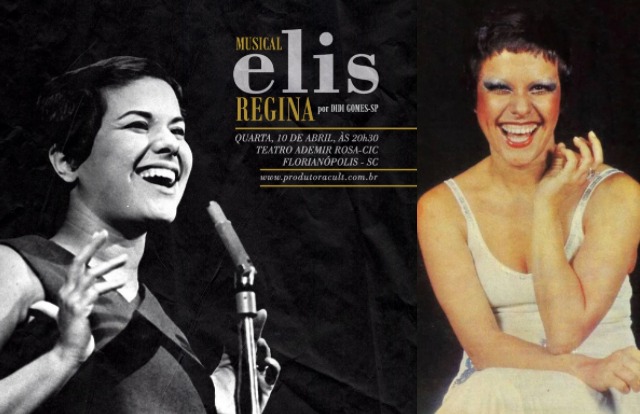 MUSICAL
elis
REGINA por DIDI GOMES-SP
QUARTA, 10 DE ABRIL, ÀS 20h30
TEATRO ADEMIR ROSA-CIC
FLORIANÓPOLIS - SC
www.produtoracult.com.br